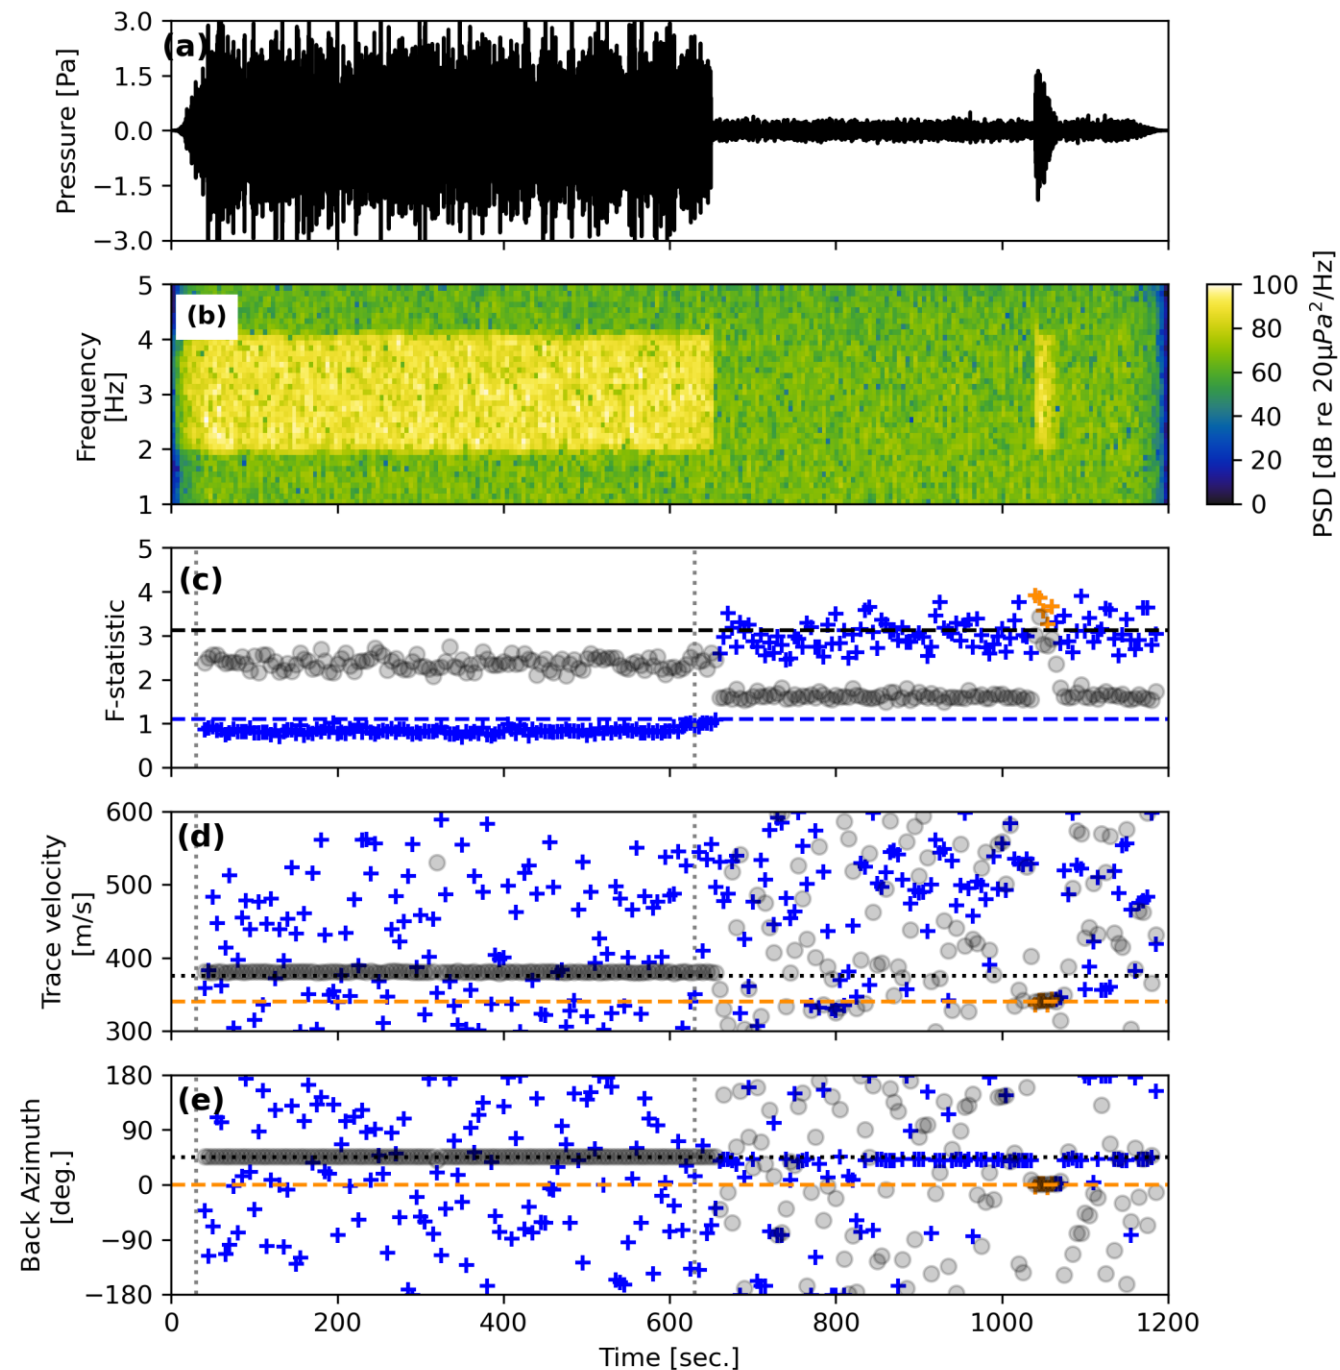 (a)
Pressure [Pa]
3.0
1.5
0.0
−1.5
−3.0
(b)
Frequency
[Hz]
5
4
3
2
1
100
80
60
40
20
0
PSD [dB re 20μPa²/Hz]
(c)
F-statistic
5
4
3
2
1
0
(d)
Trace velocity
[m/s]
600
500
400
300
(e)
Back Azimuth
[deg.]
180
90
0
−90
−180
0 200 400 600 800 1000 1200
Time [sec.]